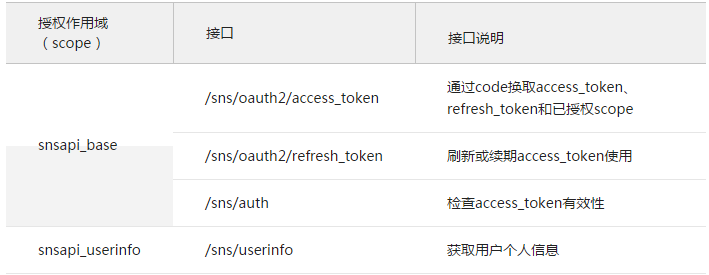 授权作用域
（scope）
接口
接口说明
snsapi_base
/sns/oauth2/access_token
通过code换取access_token、
refresh_token和已授权scope
/sns/oauth2/refresh_token
刷新或续期access_token使用
/sns/auth
检查access_token有效性
snsapi_userinfo
/sns/userinfo
获取用户个人信息